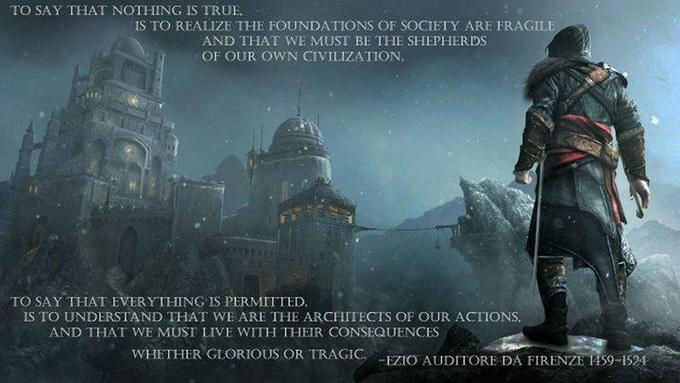 TO SAY THAT NOTHING IS TRUE,
IS TO REALIZE THE FOUNDATIONS OF SOCIETY ARE FRAGILE
AND THAT WE MUST BE THE SHEPHERDS
OF OUR OWN CIVILIZATION.
TO SAY THAT EVERYTHING IS PERMITTED,
IS TO UNDERSTAND THAT WE ARE THE ARCHITECTS OF OUR ACTIONS,
AND THAT WE MUST LIVE WITH THEIR CONSEQUENCES
WHETHER GLORIOUS OR TRAGIC.
-EZIO AUDITORE DA FIRENZE 1459-1524